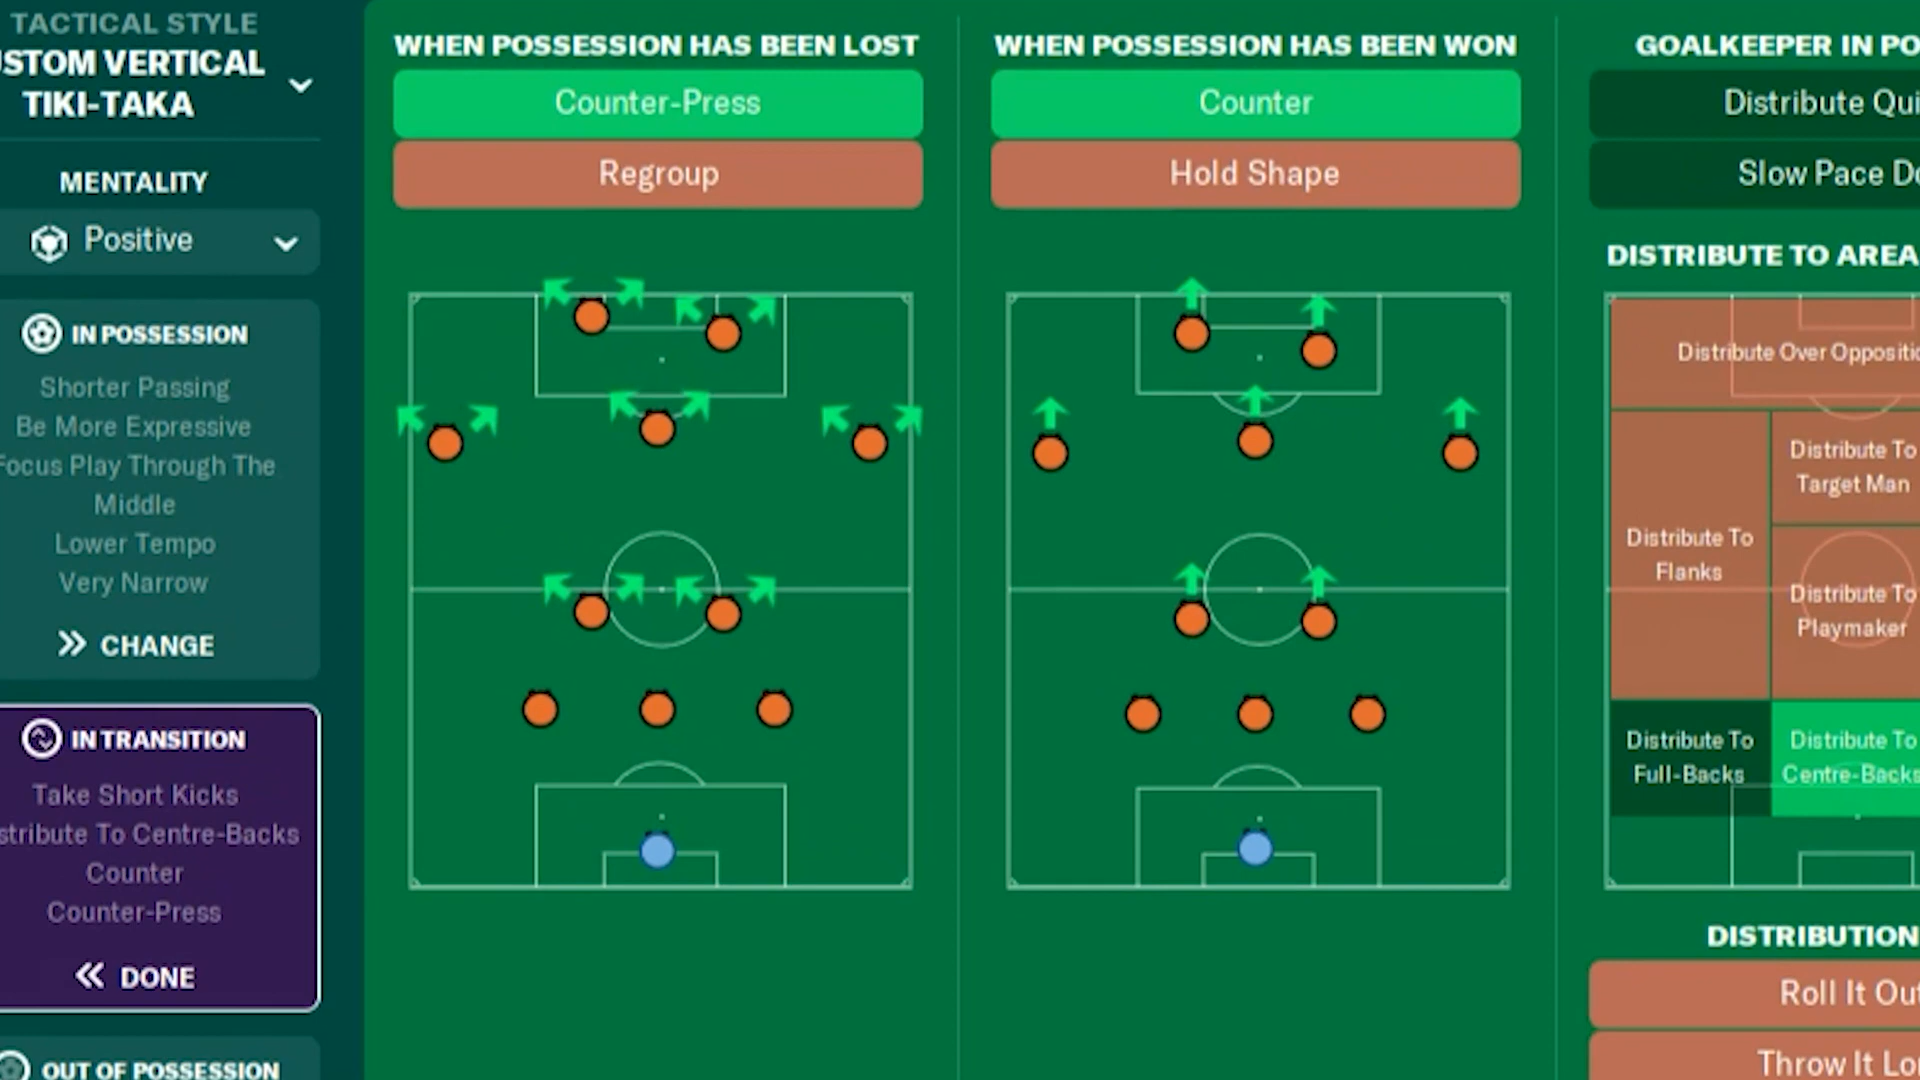 TACTICAL STYLE
STOM VERTICAL
TIKI-TAKA
MENTALITY
Positive
IN POSSESSION
Shorter Passing
Be More Expressive
Focus Play Through The
Middle
Lower Tempo
Very Narrow
CHANGE
IN TRANSITION
Take Short Kicks
stribute To Centre-Backs
Counter
Counter-Press
DONE
OUT OF POSSESSION
WHEN POSSESSION HAS BEEN LOST
Counter-Press
Regroup
WHEN POSSESSION HAS BEEN WON
Counter
Hold Shape
GOALKEEPER IN PO
Distribute Qui
Slow Pace Do
DISTRIBUTE TO AREA
Distribute Over Oppositio
Distribute To
Target Man
Distribute To
Flanks
Distribute To
Playmaker
Distribute To
Full-Backs
Distribute To
Centre-Backs
DISTRIBUTION
Roll It Out
Throw It Lo